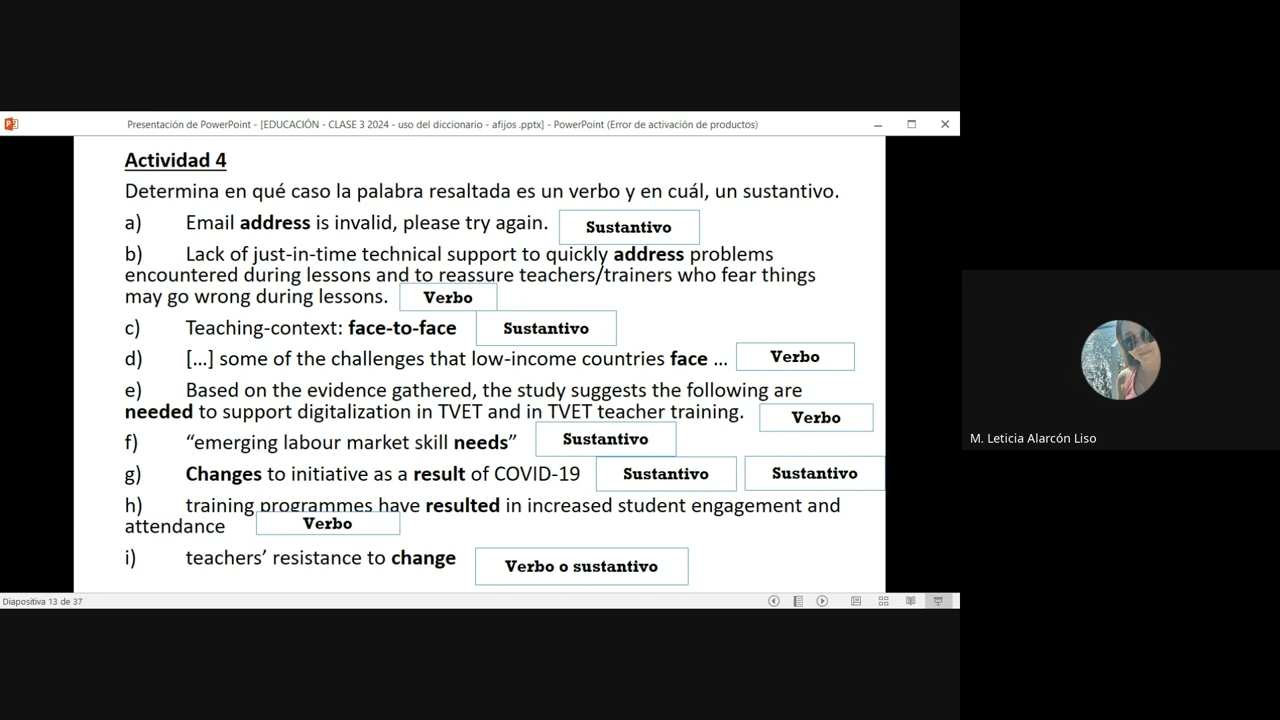 Presentación de PowerPoint - [EDUCACIÓN - CLASE 3 2024 - uso del diccionario - afijos .pptx] - PowerPoint (Error de activación de productos)
Actividad 4
Determina en qué caso la palabra resaltada es un verbo y en cuál, un sustantivo.
a) Email address is invalid, please try again. Sustantivo
b) Lack of just-in-time technical support to quickly address problems
encountered during lessons and to reassure teachers/trainers who fear things
may go wrong during lessons. Verbo
c) Teaching-context: face-to-face Sustantivo
d) […] some of the challenges that low-income countries face … Verbo
e) Based on the evidence gathered, the study suggests the following are
needed to support digitalization in TVET and in TVET teacher training. Verbo
f) “emerging labour market skill needs” Sustantivo
g) Changes to initiative as a result of COVID-19 Sustantivo Sustantivo
h) training programmes have resulted in increased student engagement and
attendance Verbo
i) teachers’ resistance to change Verbo o sustantivo
Diapositiva 13 de 37
M. Leticia Alarcón Liso